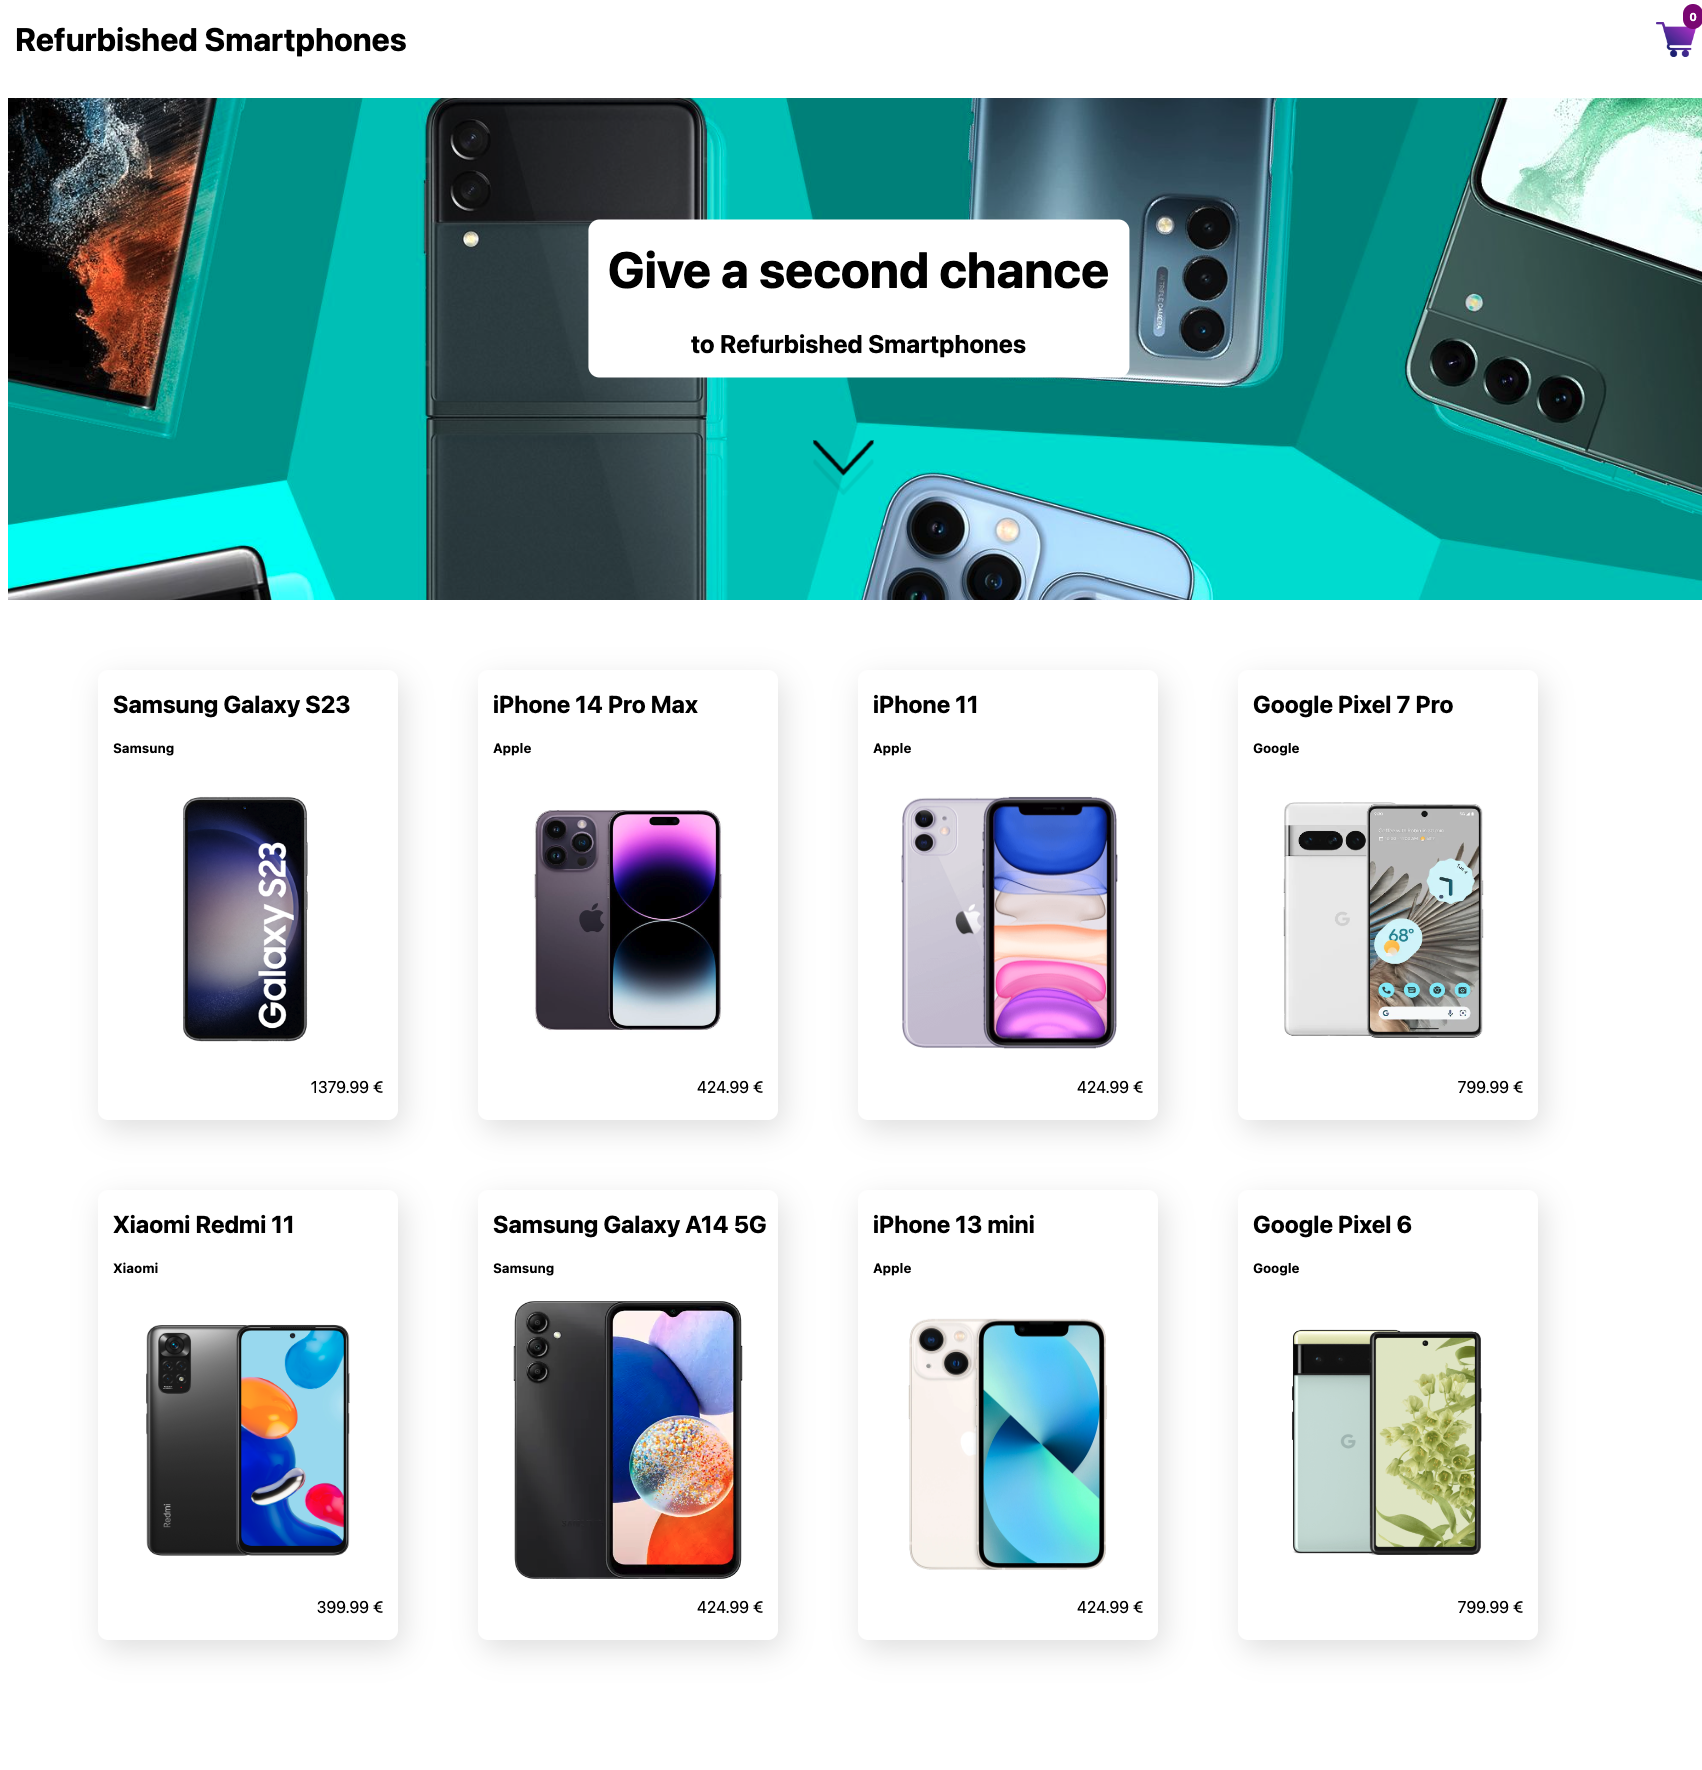 Refurbished Smartphones
0
Give a second chance
to Refurbished Smartphones
Samsung Galaxy S23
Samsung
Galaxy S23
1379.99 €
iPhone 14 Pro Max
Apple
424.99 €
iPhone 11
Apple
424.99 €
Google Pixel 7 Pro
Google
68°
G
G
799.99 €
Xiaomi Redmi 11
Xiaomi
Redmi
399.99 €
Samsung Galaxy A14 5G
Samsung
424.99 €
iPhone 13 mini
Apple
424.99 €
Google Pixel 6
Google
G
799.99 €